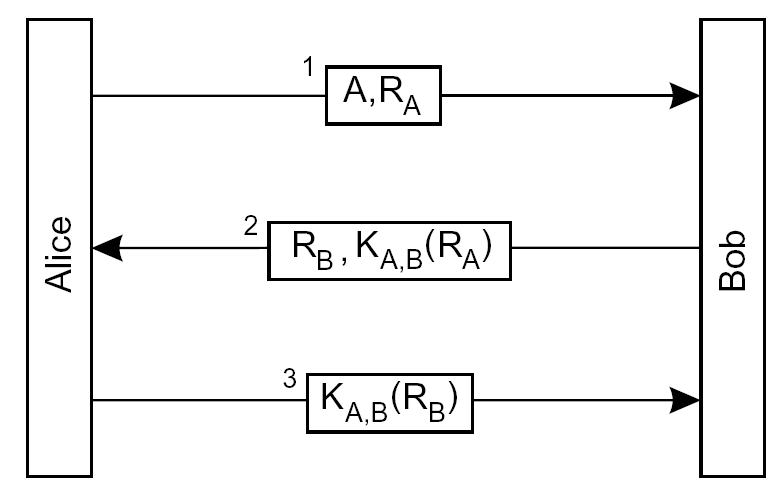 Alice
Bob
1
A,R_A
2
R_B , K_A,B(R_A)
3
K_A,B(R_B)